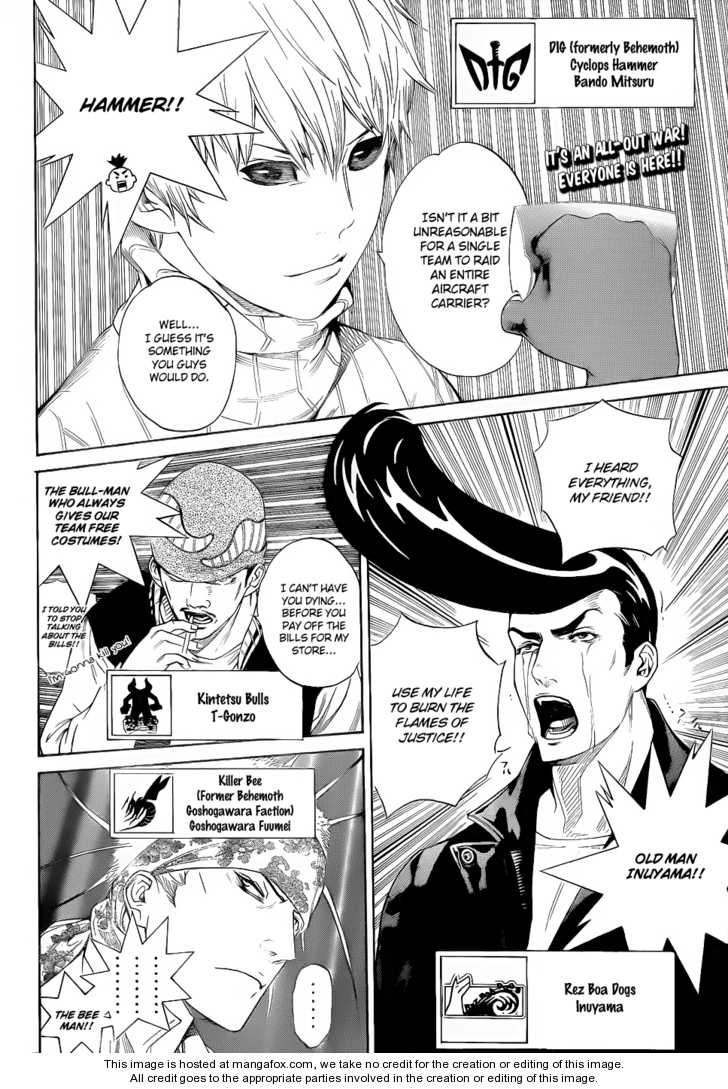 HAMMER!!
DIG
DIG (formerly Behemoth)
Cyclops Hammer
Bando Mitsuru
IT'S AN ALL-OUT WAR!
EVERYONE IS HERE!!
ISN'T IT A BIT
UNREASONABLE
FOR A SINGLE
TEAM TO RAID
AN ENTIRE
AIRCRAFT
CARRIER?
WELL...
I GUESS IT'S
SOMETHING
YOU GUYS
WOULD DO.
I HEARD
EVERYTHING,
MY FRIEND!!
THE BULL-MAN
WHO ALWAYS
GIVES OUR
TEAM FREE
COSTUMES!
I CAN'T HAVE
YOU DYING...
BEFORE YOU
PAY OFF THE
BILLS FOR MY
STORE...
I TOLD YOU
TO STOP
TALKING
ABOUT THE
BILLS!!
I'm gonna kill you!
Kintetsu Bulls
T-Gonzo
USE MY LIFE
TO BURN THE
FLAMES OF
JUSTICE!!
Killer Bee
(Former Behemoth
Goshogawara Faction)
Goshogawara Fuumei
OLD MAN
INUYAMA!!
THE BEE
MAN!!
Rez Boa Dogs
Inuyama
This image is hosted at mangafox.com, we take no credit for the creation or editing of this image.
All credit goes to the appropriate parties involved in the creation or editing of this image.